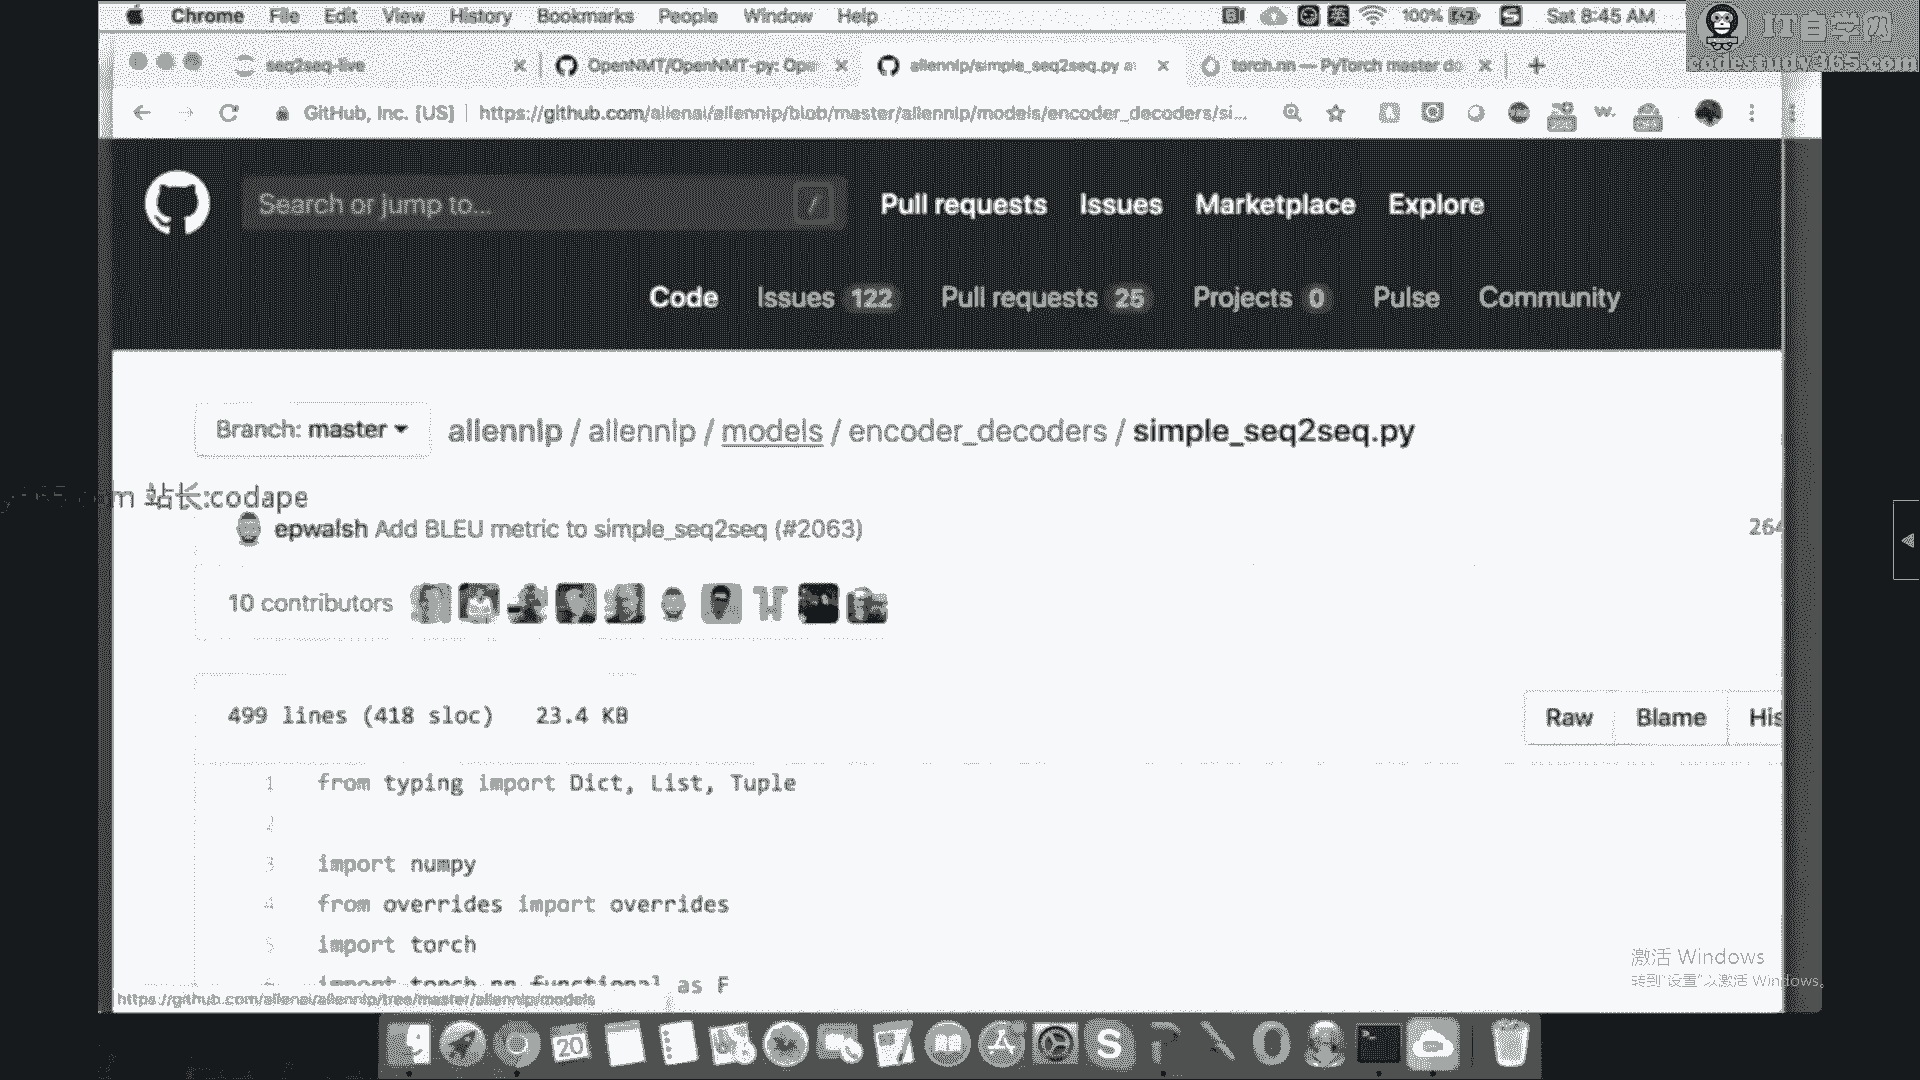 Chrome File Edit View History Bookmarks People Window Help 英 100% Sat 8:45 AM
IT自学网
codestudy365.com
seq2seq-live
OpenNMT/OpenNMT-py: Ope
allennlp/simple_seq2seq.py a
torch.nn — PyTorch master do
GitHub, Inc. [US] https://github.com/allenai/allennlp/blob/master/allennlp/models/encoder_decoders/si...
Search or jump to... /
Pull requests Issues Marketplace Explore
Code Issues 122 Pull requests 25 Projects 0 Pulse Community
Branch: master allennlp / allennlp / models / encoder_decoders / simple_seq2seq.py
站长:codape
epwalsh Add BLEU metric to simple_seq2seq (#2063)
264
10 contributors
499 lines (418 sloc) 23.4 KB
Raw Blame His
1 from typing import Dict, List, Tuple
2
3 import numpy
4 from overrides import overrides
5 import torch
6 import torch.nn.functional as F
激活 Windows
转到"设置"以激活 Windows。
https://github.com/allenai/allennlp/tree/master/allennlp/models
20